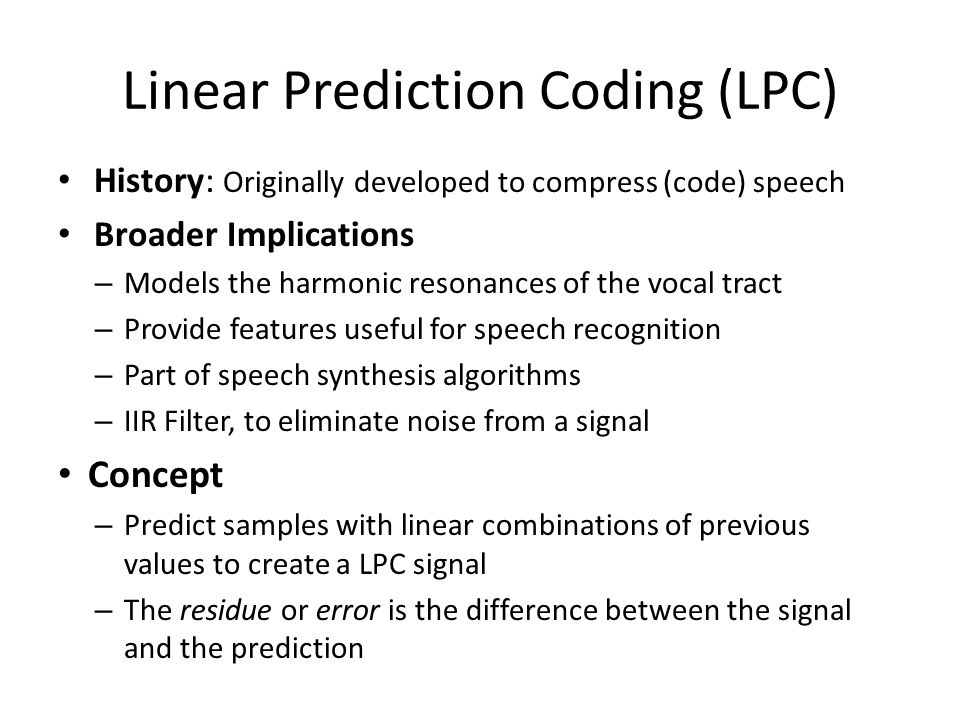 Linear Prediction Coding (LPC)
• History: Originally developed to compress (code) speech
• Broader Implications
– Models the harmonic resonances of the vocal tract
– Provide features useful for speech recognition
– Part of speech synthesis algorithms
– IIR Filter, to eliminate noise from a signal
• Concept
– Predict samples with linear combinations of previous
values to create a LPC signal
– The residue or error is the difference between the signal
and the prediction